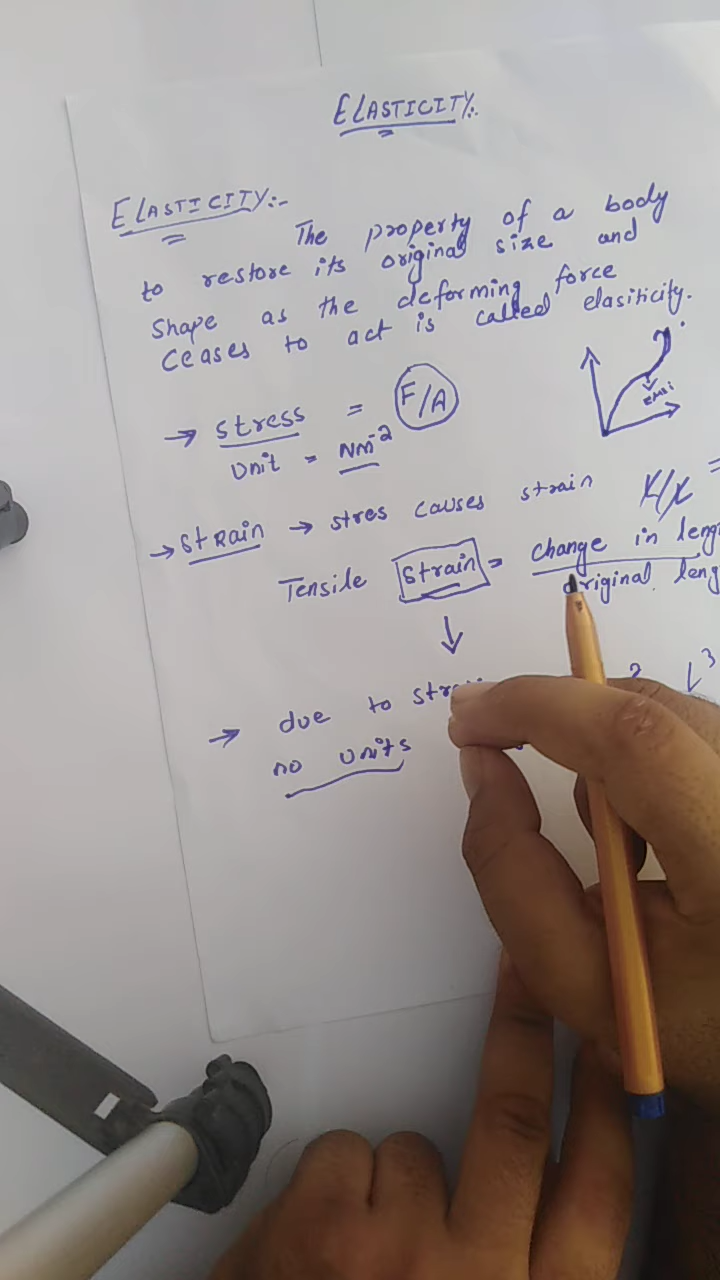 ELASTICITY:
ELASTICITY:-
The property of a body
to restore its original size and
shape as the deforming force
ceases to act is called elasiticity.
→ Stress = F/A
Unit = Nm⁻²
→ Strain → stres causes strain
Tensile Strain = change in leng
original leng
↓
→ due to
no units
L³